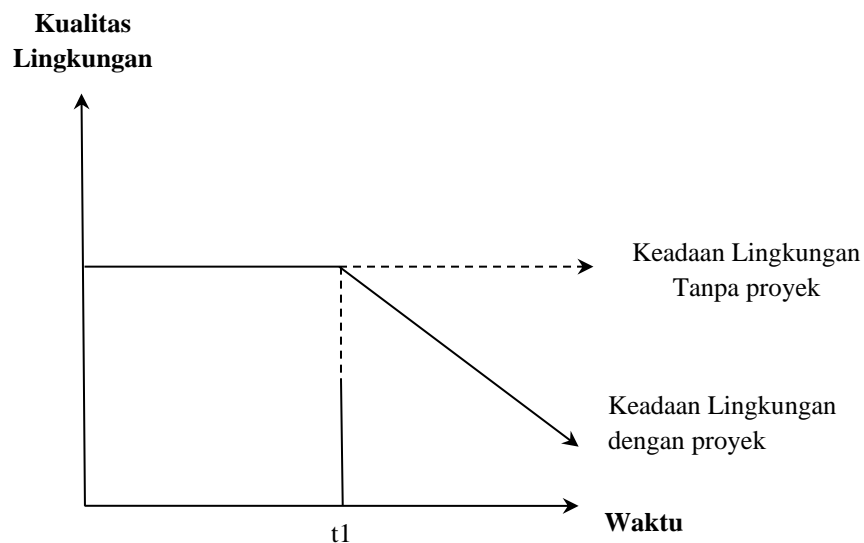 Kualitas
Lingkungan
Keadaan Lingkungan
Tanpa proyek
Keadaan Lingkungan
dengan proyek
t1
Waktu